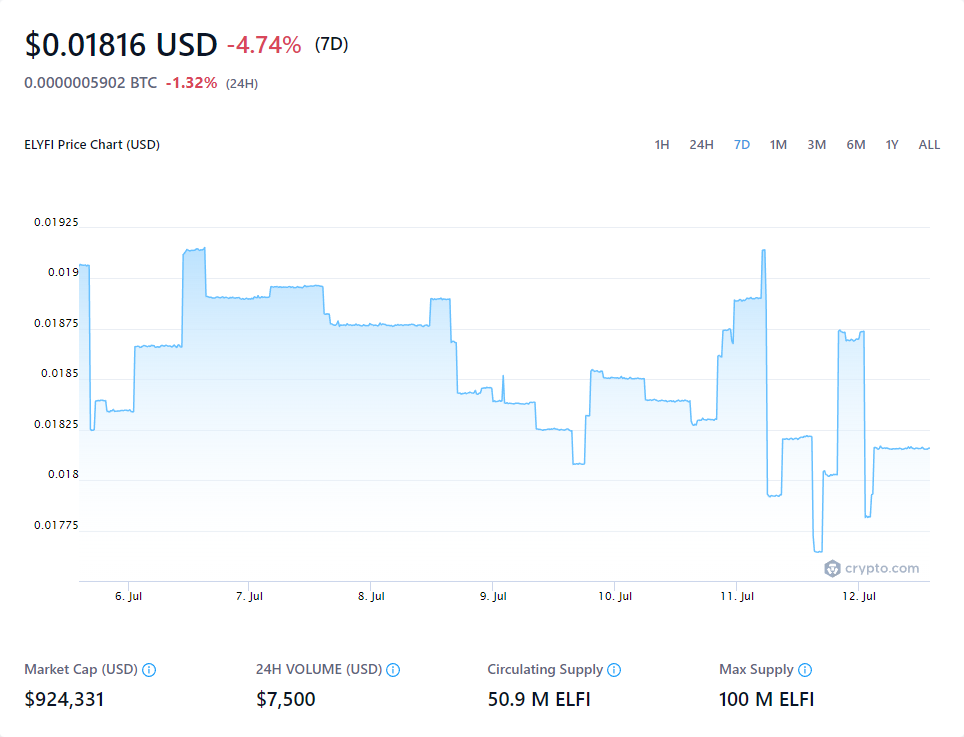 $0.01816 USD -4.74% (7D)
0.0000005902 BTC -1.32% (24H)
ELYFI Price Chart (USD) 1H 24H 7D 1M 3M 6M 1Y ALL
0.01925
0.019
0.01875
0.0185
0.01825
0.018
0.01775
crypto.com
6. Jul 7. Jul 8. Jul 9. Jul 10. Jul 11. Jul 12. Jul
Market Cap (USD) 24H VOLUME (USD) Circulating Supply Max Supply
$924,331 $7,500 50.9 M ELFI 100 M ELFI